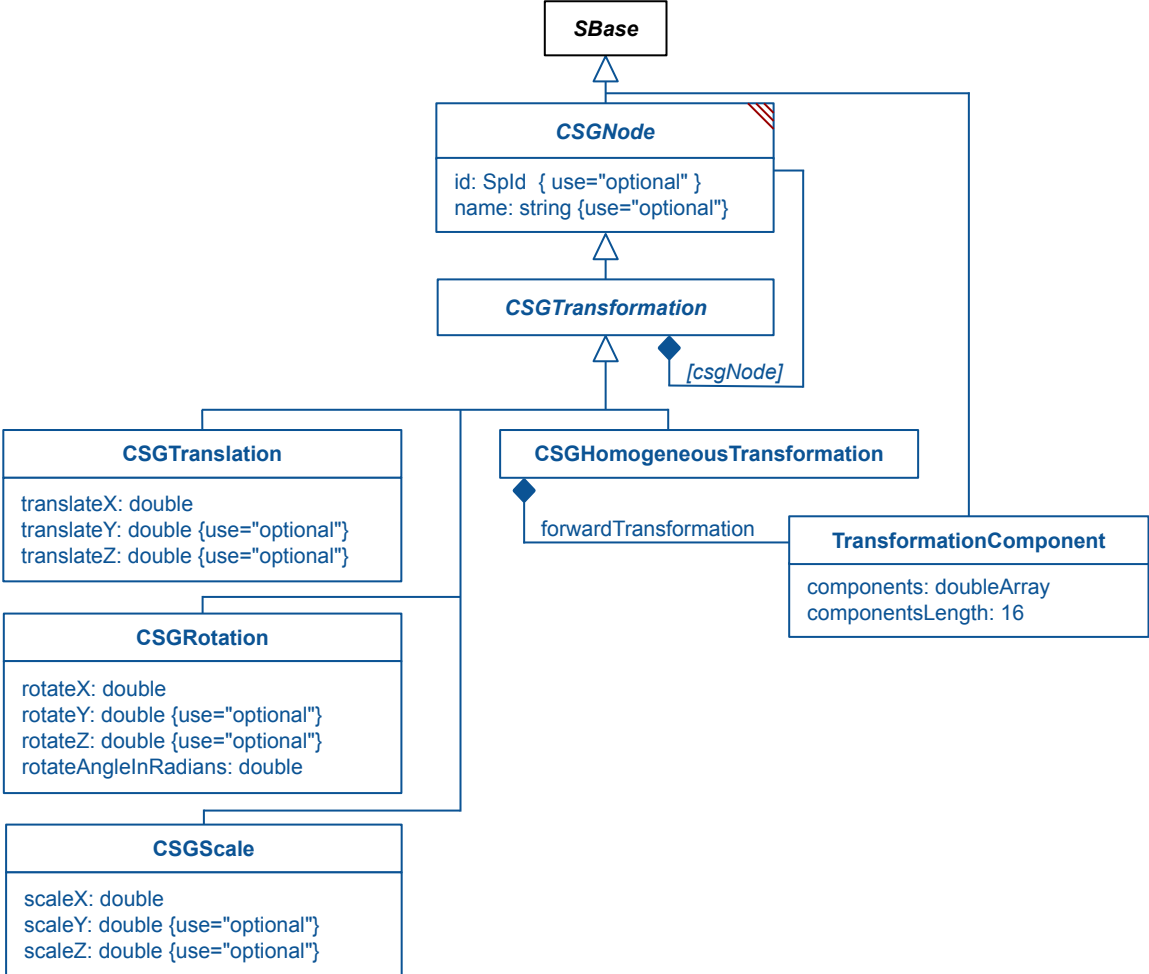 SBase
CSGNode
id: SpId  { use="optional" }
name: string {use="optional"}
CSGTransformation
[csgNode]
CSGTranslation
translateX: double
translateY: double {use="optional"}
translateZ: double {use="optional"}
CSGHomogeneousTransformation
forwardTransformation
TransformationComponent
components: doubleArray
componentsLength: 16
CSGRotation
rotateX: double
rotateY: double {use="optional"}
rotateZ: double {use="optional"}
rotateAngleInRadians: double
CSGScale
scaleX: double
scaleY: double {use="optional"}
scaleZ: double {use="optional"}